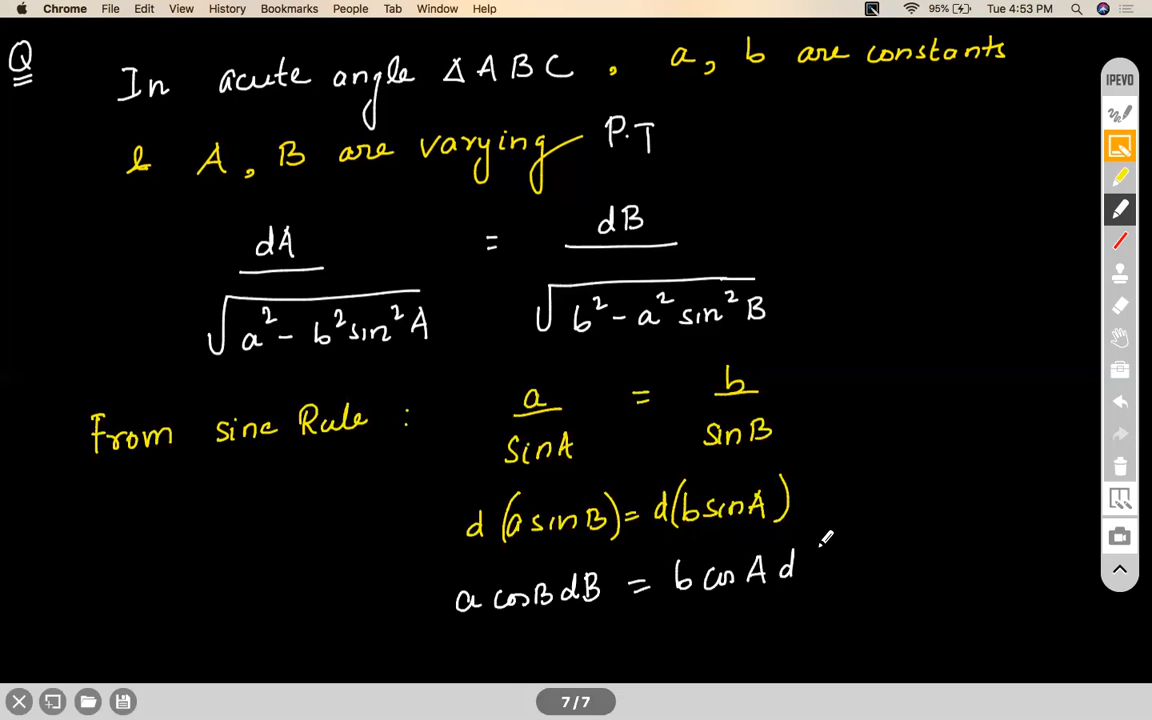 Chrome File Edit View History Bookmarks People Tab Window Help 95% Tue 4:53 PM
IPEVO
Q In acute angle △ABC, a, b are constants
& A, B are varying P.T
dA/√(a² - b² sin² A) = dB/√(b² - a² sin² B)
From sine Rule : a/sinA = b/sinB
d(a sinB) = d(b sinA)
a cosB dB = b cosA d
7/7